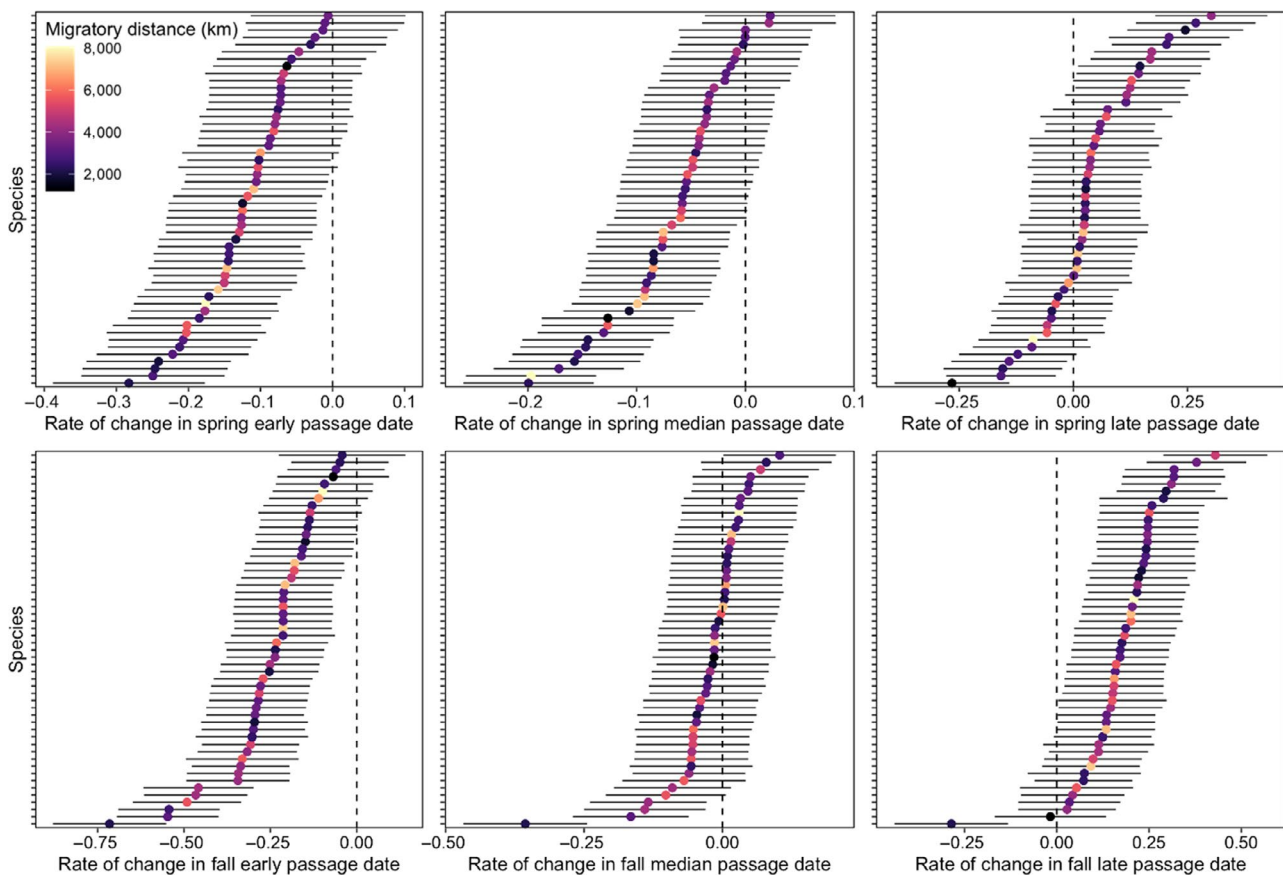 Migratory distance (km)
8,000
6,000
4,000
2,000
Species
−0.4 −0.3 −0.2 −0.1 0.0 0.1
Rate of change in spring early passage date
−0.2 −0.1 0.0 0.1
Rate of change in spring median passage date
−0.25 0.00 0.25
Rate of change in spring late passage date
Species
−0.75 −0.50 −0.25 0.00
Rate of change in fall early passage date
−0.50 −0.25 0.00
Rate of change in fall median passage date
−0.25 0.00 0.25 0.50
Rate of change in fall late passage date